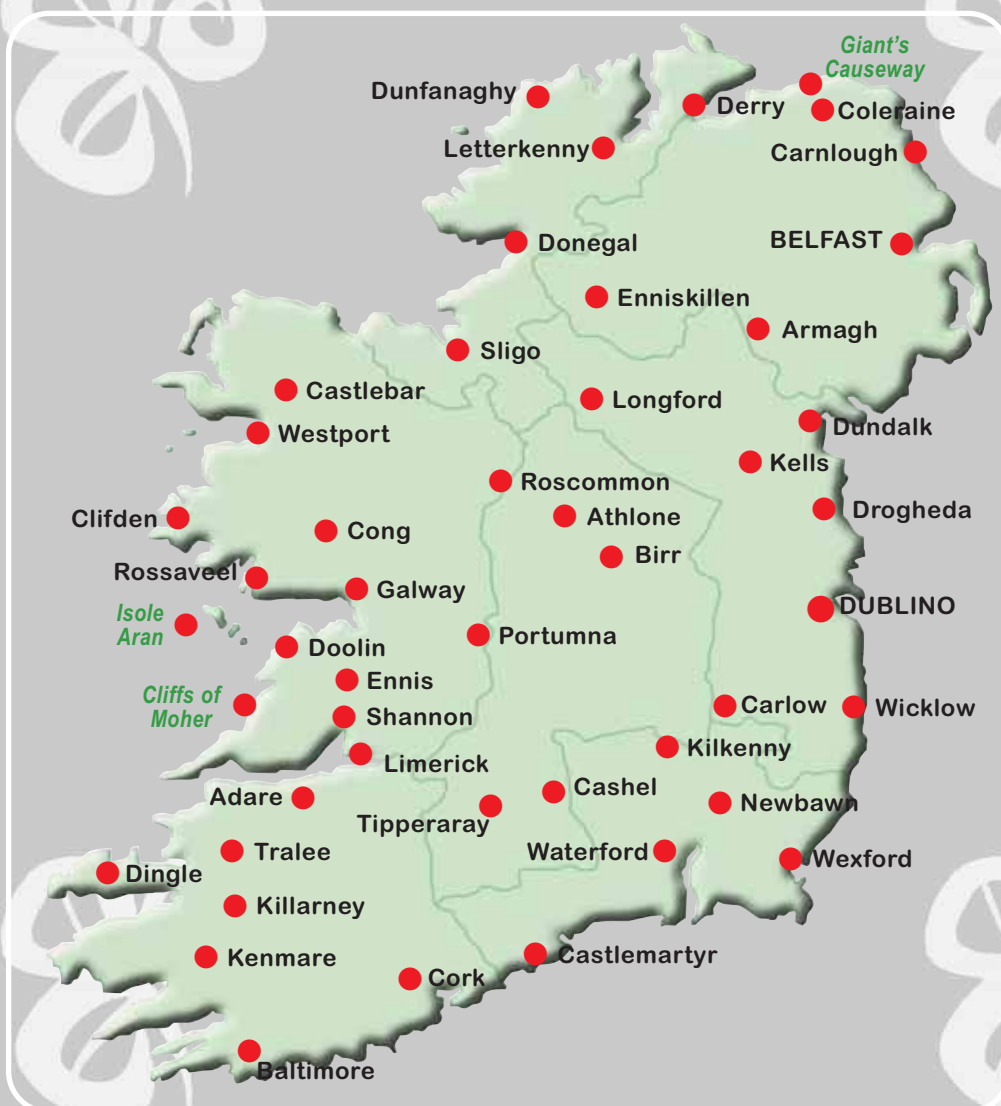 Giant's
Causeway
Dunfanaghy
Derry
Coleraine
Letterkenny
Carnlough
Donegal
BELFAST
Enniskillen
Armagh
Sligo
Castlebar
Longford
Westport
Dundalk
Kells
Roscommon
Clifden
Athlone
Drogheda
Cong
Birr
Rossaveel
Galway
Isole
Aran
DUBLINO
Doolin
Portumna
Ennis
Cliffs of
Moher
Shannon
Carlow
Wicklow
Limerick
Kilkenny
Adare
Cashel
Newbawn
Tipperaray
Tralee
Waterford
Wexford
Dingle
Killarney
Kenmare
Castlemartyr
Cork
Baltimore